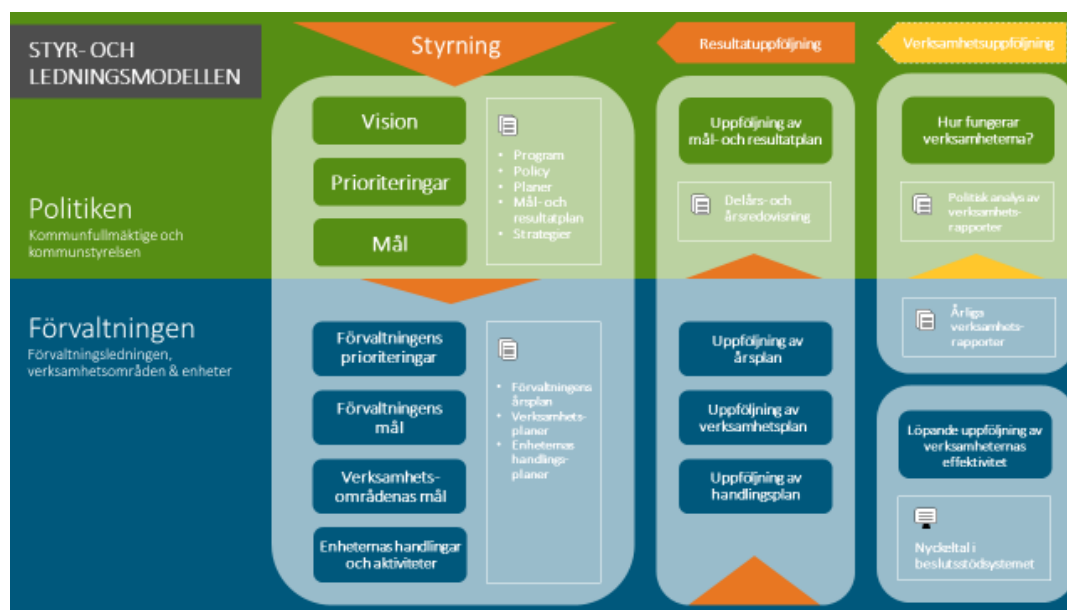 STYR- OCH
LEDNINGSMODELLEN
Styrning
Resultatuppföljning
Verksamhetsuppföljning
Politiken
Kommunfullmäktige och
kommunstyrelsen
Vision
Prioriteringar
Mål
• Program
• Policy
• Planer
• Mål- och
resultatplan
• Strategier
Uppföljning av
mål- och resultatplan
Delårs- och
årsredovisning
Hur fungerar
verksamheterna?
Politisk analys av
verksamhets-
rapporter
Förvaltningen
Förvaltningsledningen,
verksamhetsområden & enheter
Förvaltningens
prioriteringar
Förvaltningens
mål
Verksamhets-
områdenas mål
Enheternas handlingar
och aktiviteter
• Förvaltningens
årsplan
• Verksamhets-
planer
• Enheternas
handlings-
planer
Uppföljning av
årsplan
Uppföljning av
verksamhetsplan
Uppföljning av
handlingsplan
Årliga
verksamhets-
rapporter
Löpande uppföljning av
verksamheternas
effektivitet
Nyckeltal i
beslutsstödsystemet